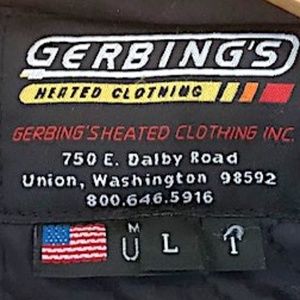 GERBING'S
HEATED CLOTHING
GERBING'S HEATED CLOTHING INC.
750 E. Dalby Road
Union, Washington 98592
800.646.5916
M
U L T